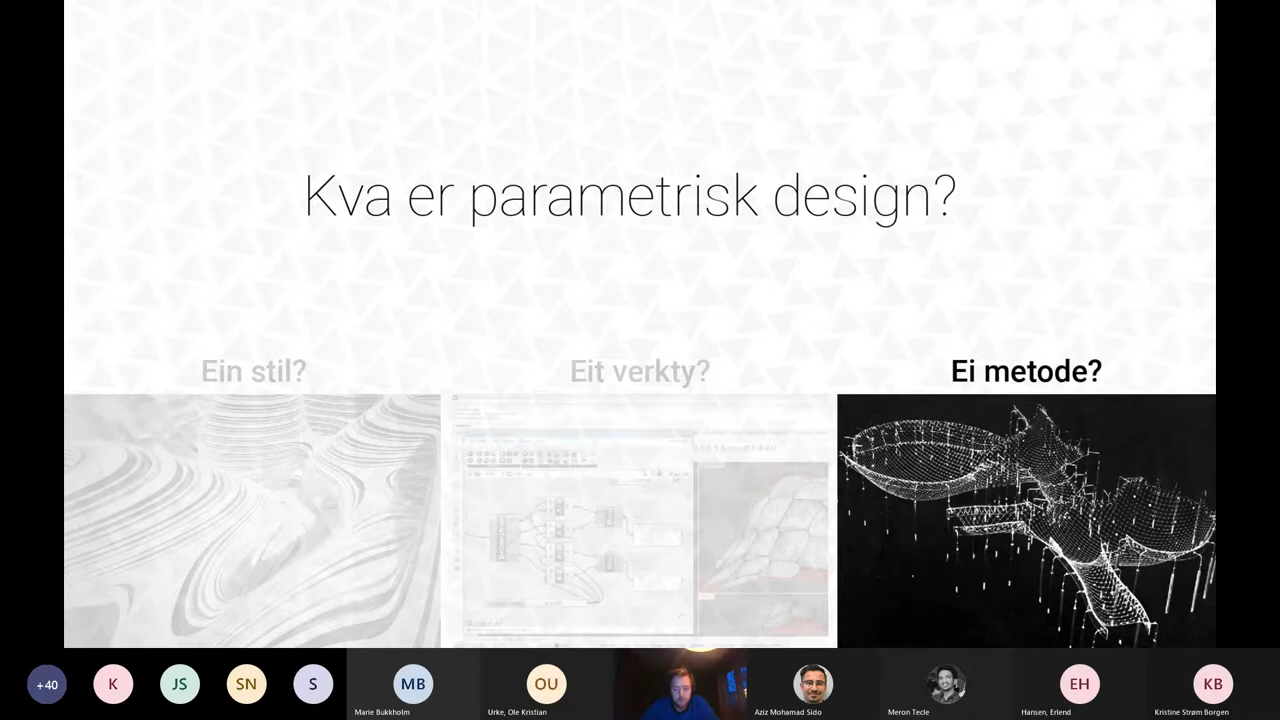 Kva er parametrisk design?
Ein stil?
Eit verkty?
Ei metode?
+40
K
JS
SN
S
MB
Marie Bukkholm
OU
Urke, Ole Kristian
Aziz Mohamad Sido
Meron Tecle
EH
Hansen, Erlend
KB
Kristine Strøm Borgen